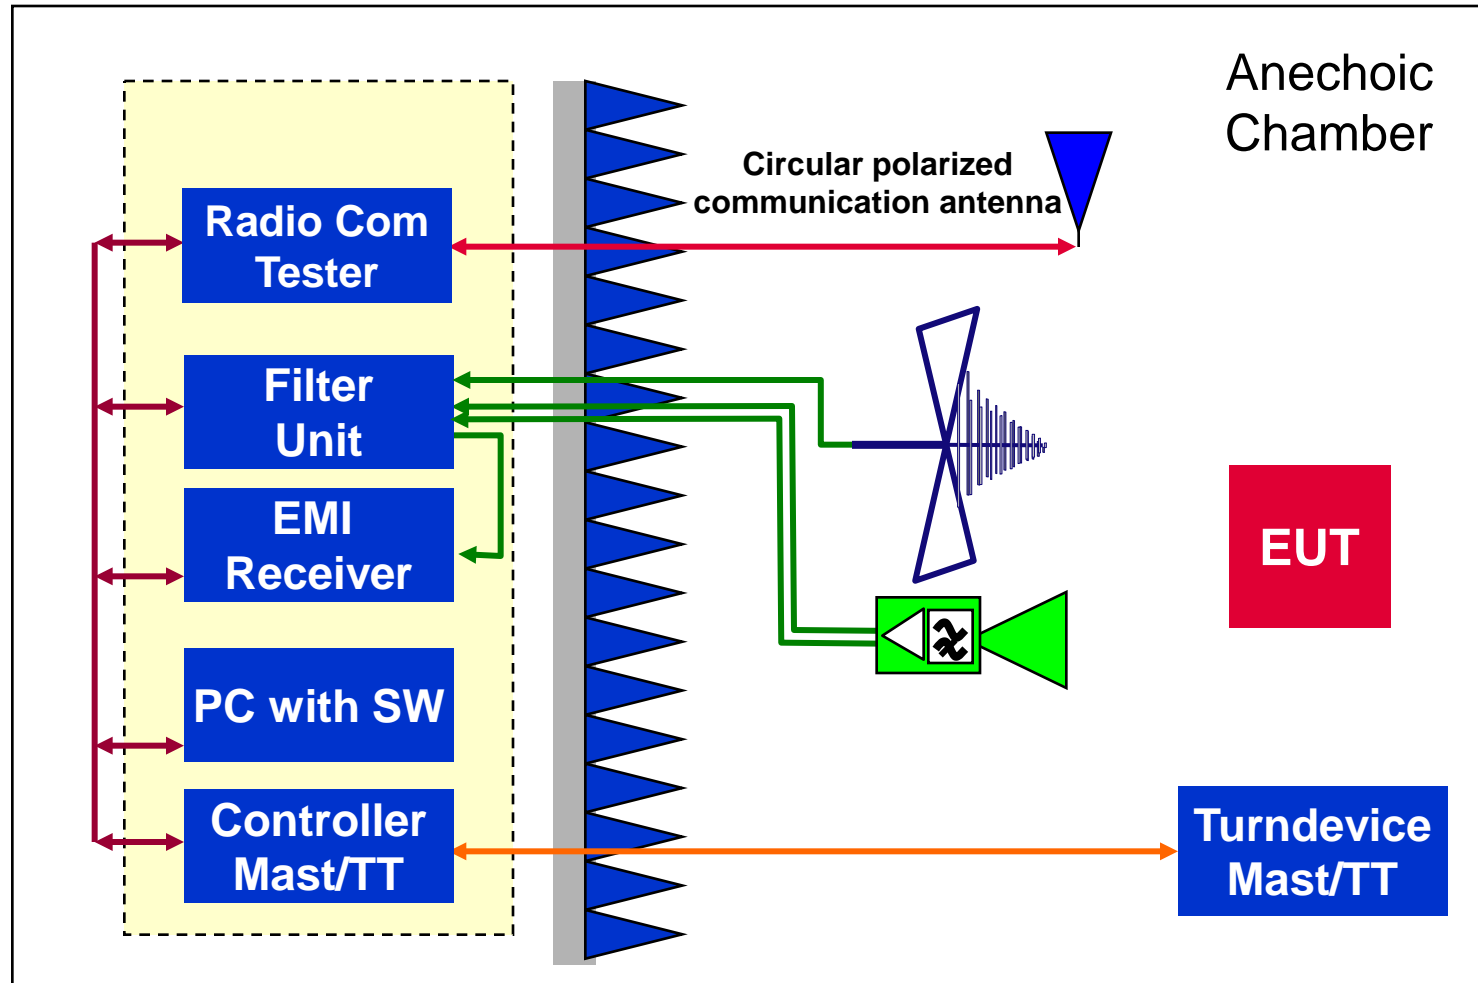 Anechoic
Chamber
Circular polarized
communication antenna
Radio Com
Tester
Filter
Unit
EMI
Receiver
EUT
PC with SW
Controller
Mast/TT
Turndevice
Mast/TT